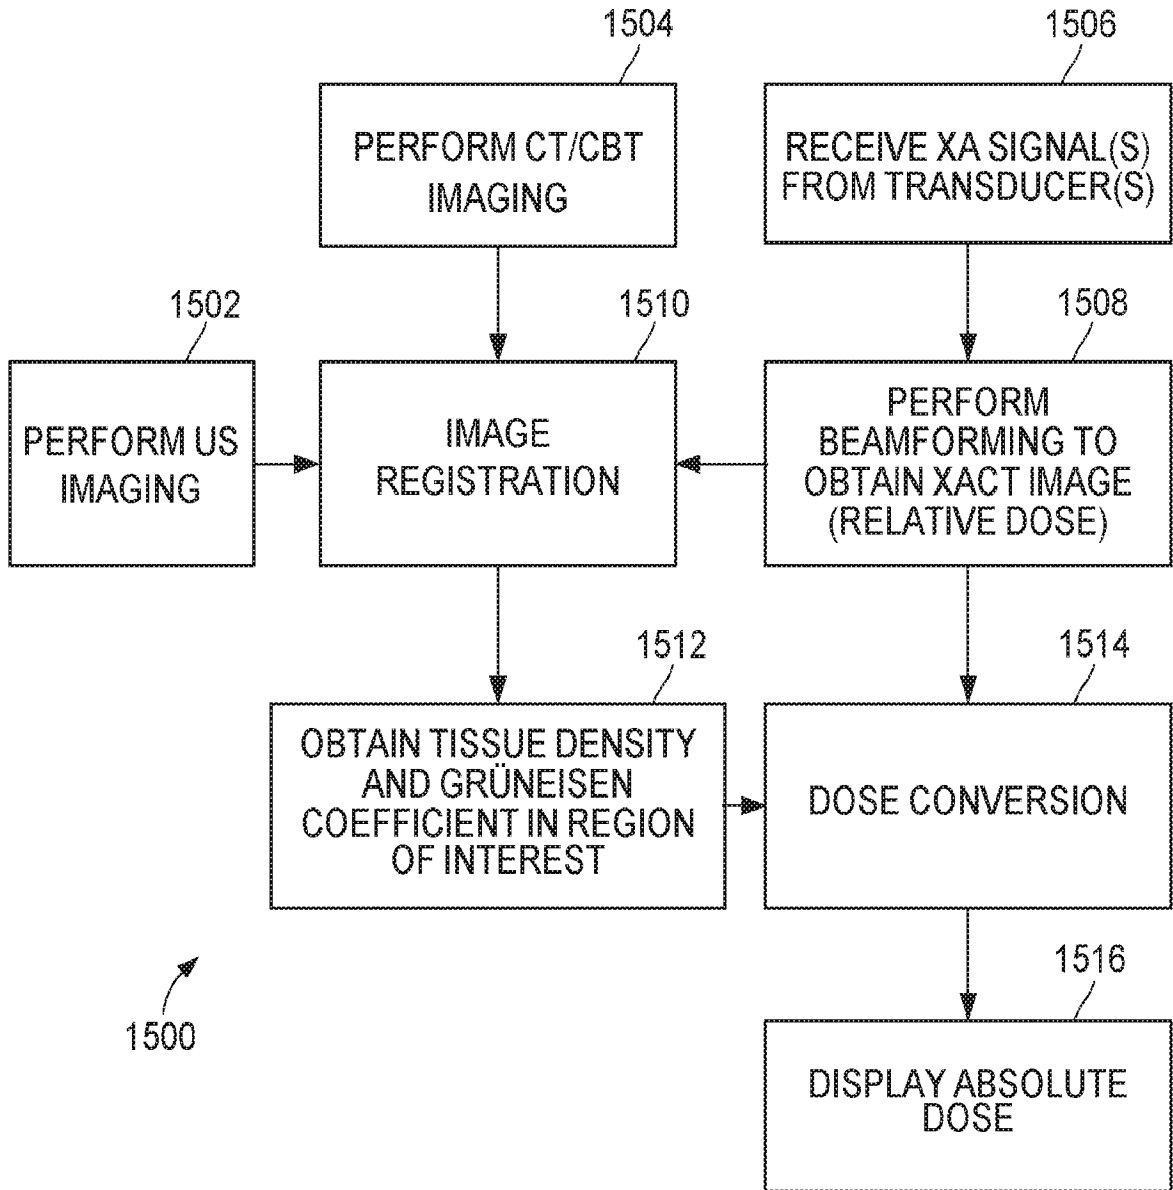 1504
1506
PERFORM CT/CBT
IMAGING
RECEIVE XA SIGNAL(S)
FROM TRANSDUCER(S)
1502
1510
1508
PERFORM US
IMAGING
IMAGE
REGISTRATION
PERFORM
BEAMFORMING TO
OBTAIN XACT IMAGE
(RELATIVE DOSE)
1512
1514
OBTAIN TISSUE DENSITY
AND GRÜNEISEN
COEFFICIENT IN REGION
OF INTEREST
DOSE CONVERSION
1516
1500
DISPLAY ABSOLUTE
DOSE